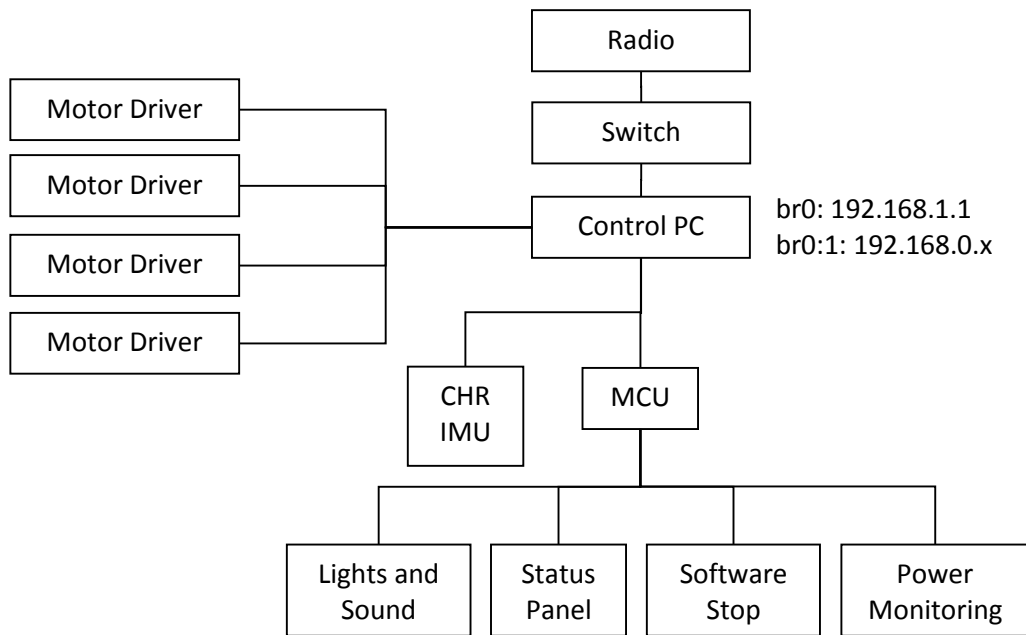 Radio
Motor Driver
Switch
Motor Driver
Control PC
br0: 192.168.1.1
br0:1: 192.168.0.x
Motor Driver
Motor Driver
CHR
IMU
MCU
Lights and
Sound
Status
Panel
Software
Stop
Power
Monitoring